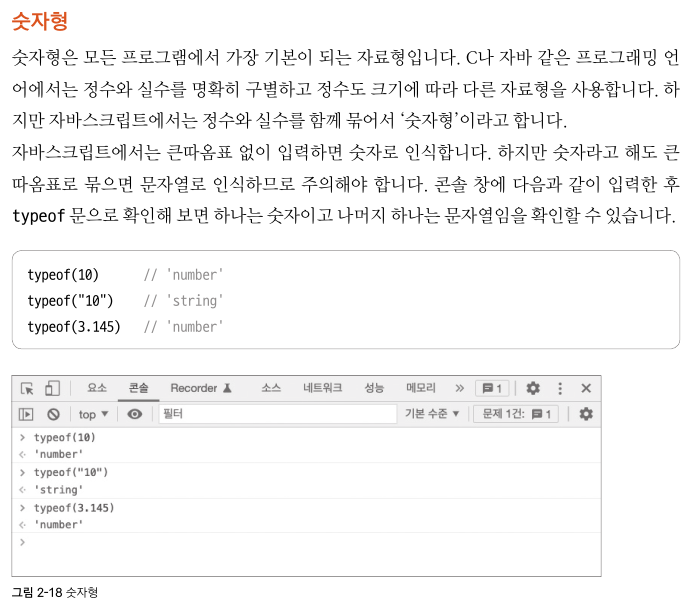 숫자형
숫자형은 모든 프로그램에서 가장 기본이 되는 자료형입니다. C나 자바 같은 프로그래밍 언
어에서는 정수와 실수를 명확히 구별하고 정수도 크기에 따라 다른 자료형을 사용합니다. 하
지만 자바스크립트에서는 정수와 실수를 함께 묶어서 ‘숫자형’이라고 합니다.
자바스크립트에서는 큰따옴표 없이 입력하면 숫자로 인식합니다. 하지만 숫자라고 해도 큰
따옴표로 묶으면 문자열로 인식하므로 주의해야 합니다. 콘솔 창에 다음과 같이 입력한 후
typeof 문으로 확인해 보면 하나는 숫자이고 나머지 하나는 문자열임을 확인할 수 있습니다.
typeof(10) // 'number'
typeof("10") // 'string'
typeof(3.145) // 'number'
요소 콘솔 Recorder 소스 네트워크 성능 메모리 » 1
top ▼ 필터 기본 수준 ▼ 문제 1건: 1
> typeof(10)
< 'number'
> typeof("10")
< 'string'
> typeof(3.145)
< 'number'
>
그림 2-18 숫자형